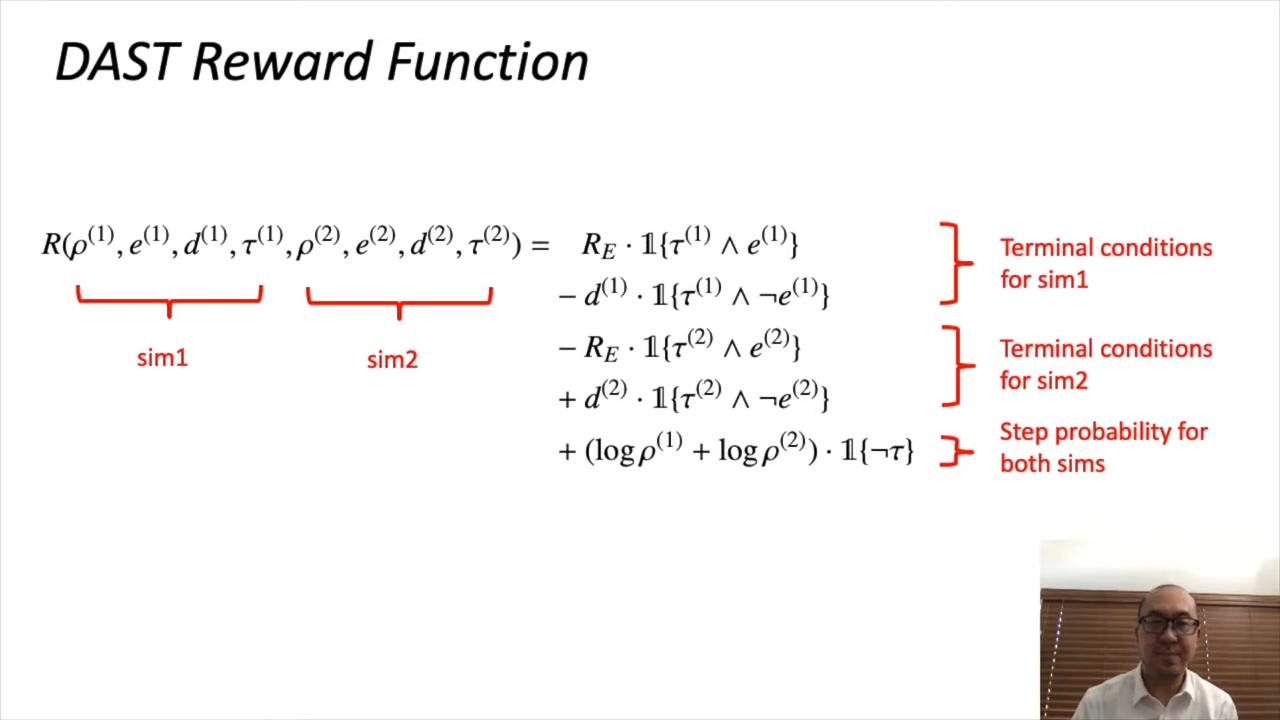 DAST Reward Function
R(ρ⁽¹⁾, e⁽¹⁾, d⁽¹⁾, τ⁽¹⁾, ρ⁽²⁾, e⁽²⁾, d⁽²⁾, τ⁽²⁾) = R_E · 𝟙{τ⁽¹⁾ ∧ e⁽¹⁾}
− d⁽¹⁾ · 𝟙{τ⁽¹⁾ ∧ ¬e⁽¹⁾}
− R_E · 𝟙{τ⁽²⁾ ∧ e⁽²⁾}
+ d⁽²⁾ · 𝟙{τ⁽²⁾ ∧ ¬e⁽²⁾}
+ (log ρ⁽¹⁾ + log ρ⁽²⁾) · 𝟙{¬τ}
sim1
sim2
Terminal conditions
for sim1
Terminal conditions
for sim2
Step probability for
both sims